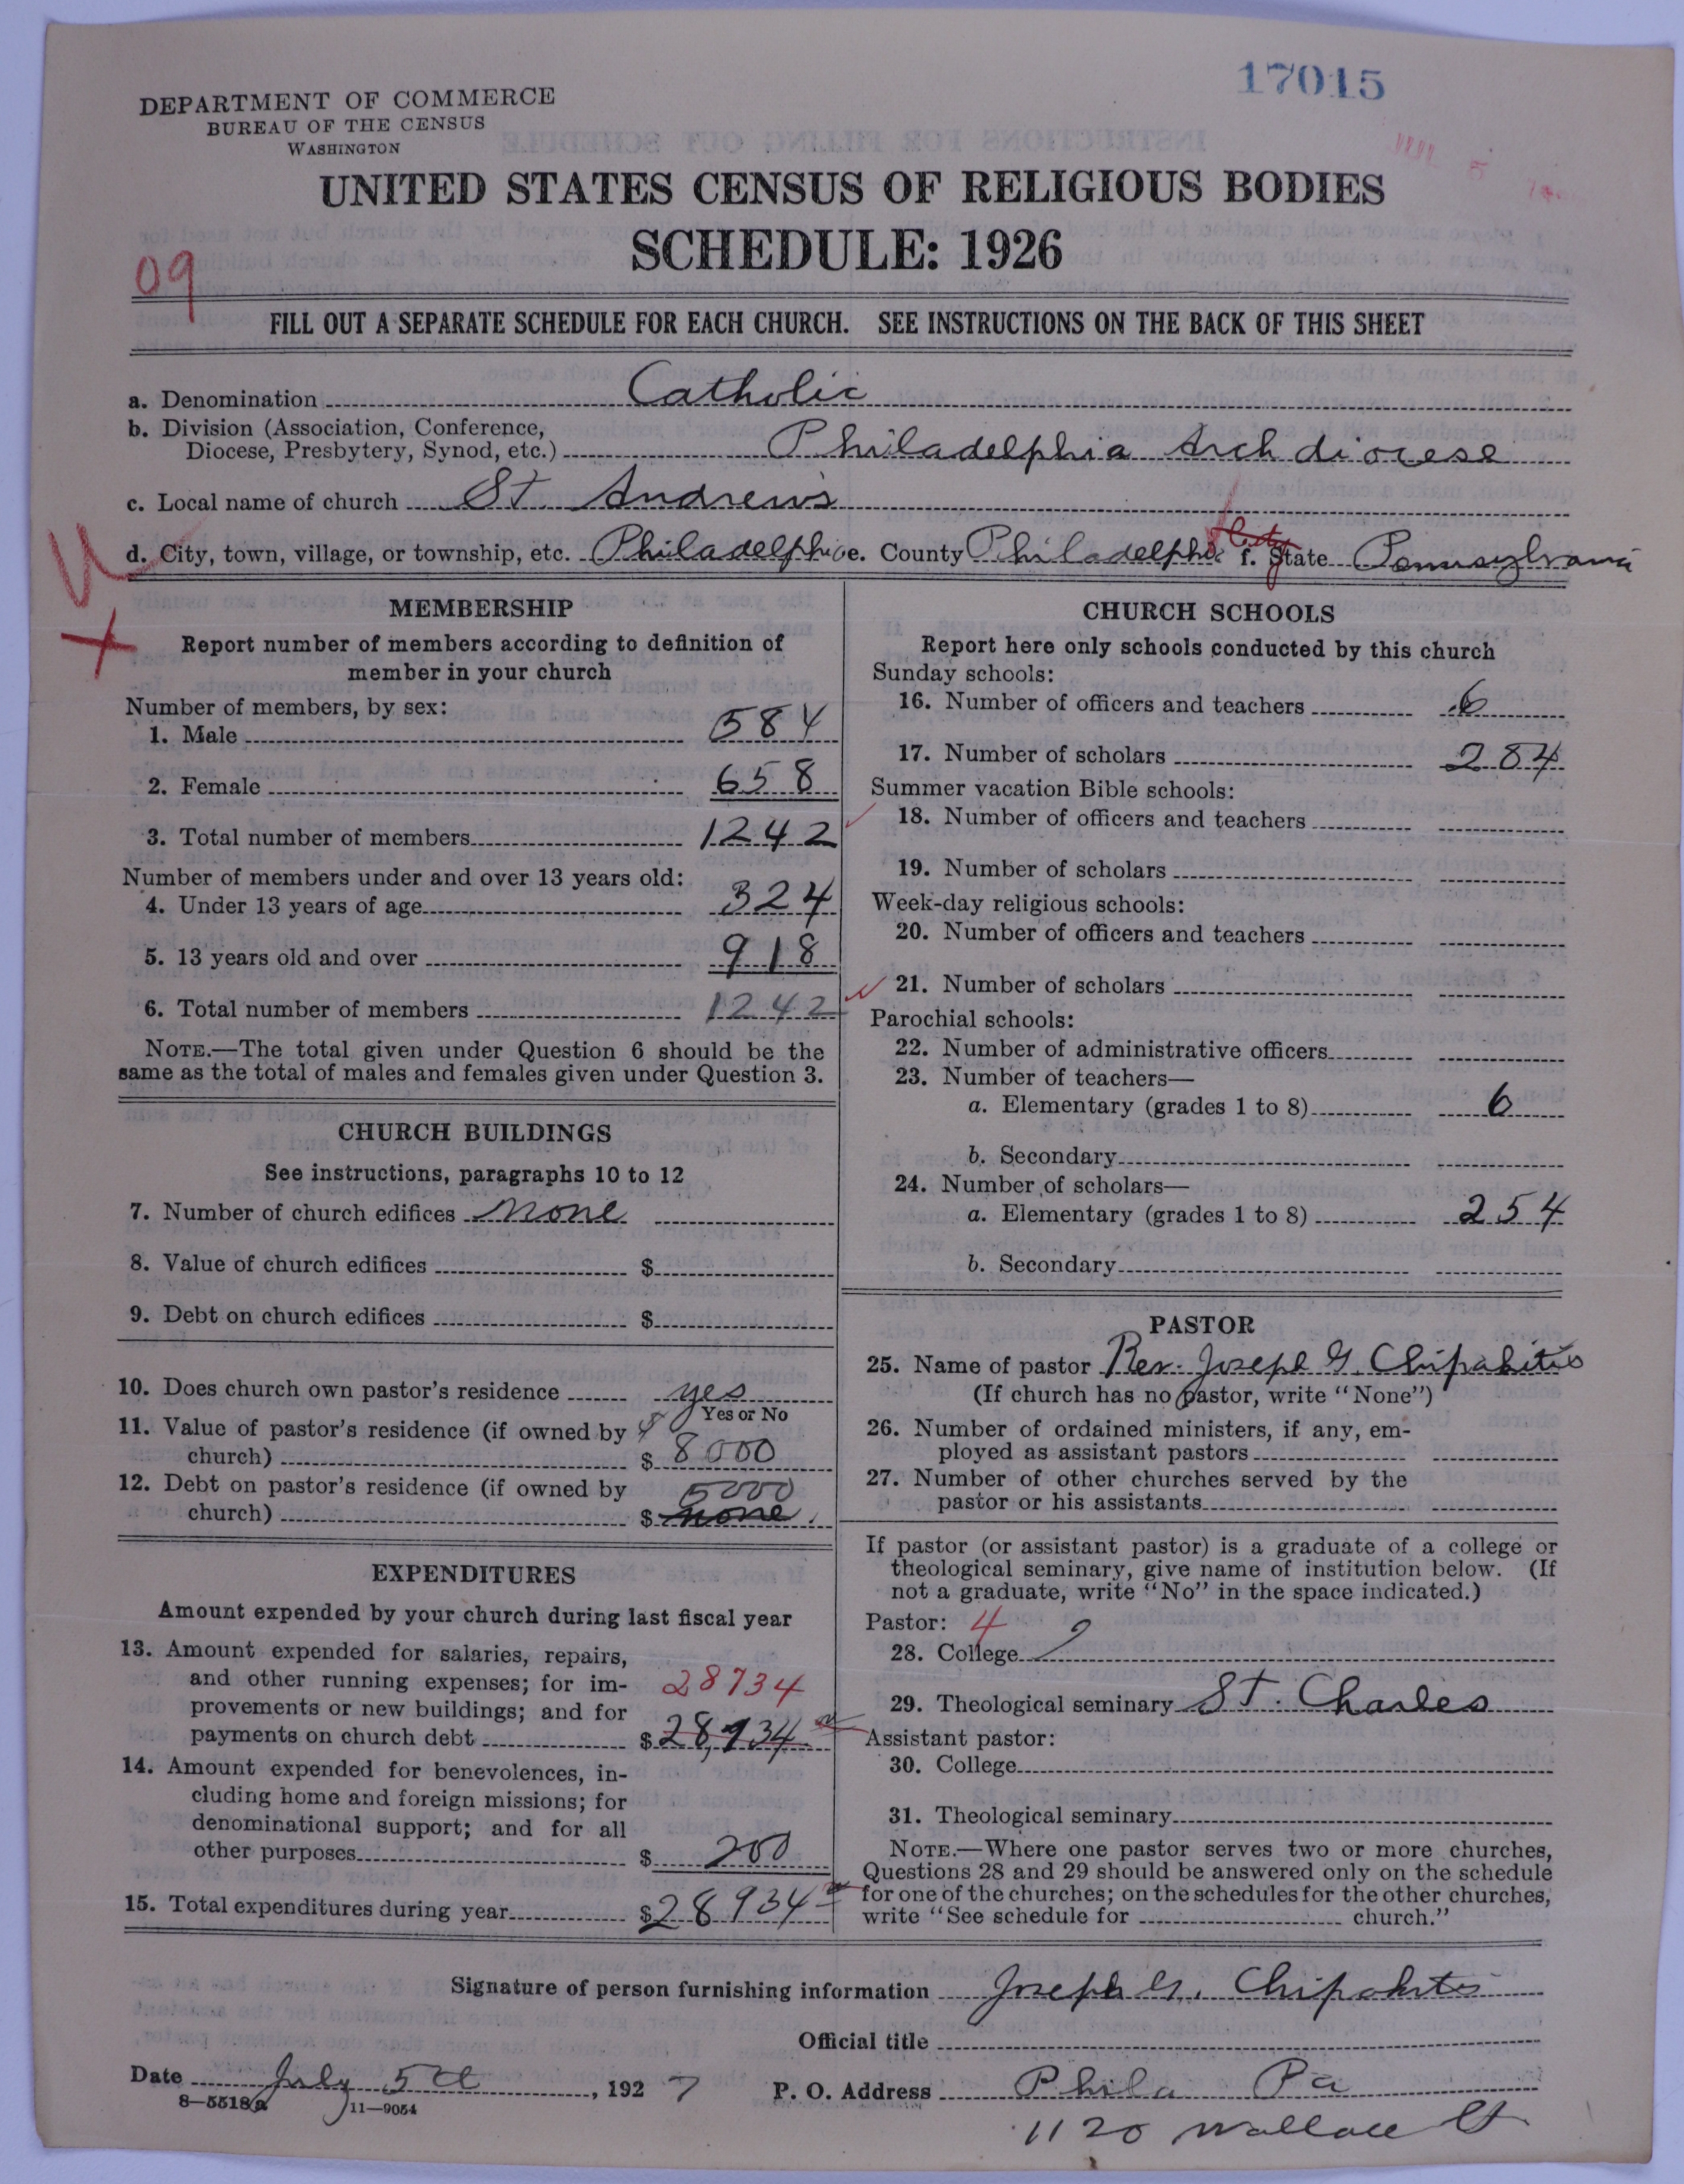 17015
DEPARTMENT OF COMMERCE
BUREAU OF THE CENSUS
WASHINGTON
UNITED STATES CENSUS OF RELIGIOUS BODIES
SCHEDULE: 1926
09
FILL OUT A SEPARATE SCHEDULE FOR EACH CHURCH. SEE INSTRUCTIONS ON THE BACK OF THIS SHEET
a. Denomination Catholic
b. Division (Association, Conference,
Diocese, Presbytery, Synod, etc.) Philadelphia Archdiocese
c. Local name of church St. Andrew's
d. City, town, village, or township, etc. Philadelphia e. County Philadelphia f. State Pennsylvania
MEMBERSHIP
Report number of members according to definition of
member in your church
Number of members, by sex:
1. Male 584
2. Female 658
3. Total number of members 1242
Number of members under and over 13 years old:
4. Under 13 years of age 324
5. 13 years old and over 918
6. Total number of members 1242
NOTE.—The total given under Question 6 should be the
same as the total of males and females given under Question 3.
CHURCH BUILDINGS
See instructions, paragraphs 10 to 12
7. Number of church edifices none
8. Value of church edifices $
9. Debt on church edifices $
10. Does church own pastor's residence yes
Yes or No
11. Value of pastor's residence (if owned by
church) $ 8000
12. Debt on pastor's residence (if owned by 5000
church) $ none
EXPENDITURES
Amount expended by your church during last fiscal year
13. Amount expended for salaries, repairs,
and other running expenses; for im- 28734
provements or new buildings; and for
payments on church debt $ 28,934
14. Amount expended for benevolences, in-
cluding home and foreign missions; for
denominational support; and for all
other purposes $ 200
15. Total expenditures during year $ 28934
CHURCH SCHOOLS
Report here only schools conducted by this church
Sunday schools:
16. Number of officers and teachers 6
17. Number of scholars 284
Summer vacation Bible schools:
18. Number of officers and teachers
19. Number of scholars
Week-day religious schools:
20. Number of officers and teachers
21. Number of scholars
Parochial schools:
22. Number of administrative officers
23. Number of teachers—
a. Elementary (grades 1 to 8) 6
b. Secondary
24. Number of scholars—
a. Elementary (grades 1 to 8) 254
b. Secondary
PASTOR
25. Name of pastor Rev. Joseph G.
(If church has no pastor, write "None")
26. Number of ordained ministers, if any, em-
ployed as assistant pastors
27. Number of other churches served by the
pastor or his assistants
If pastor (or assistant pastor) is a graduate of a college or
theological seminary, give name of institution below. (If
not a graduate, write "No" in the space indicated.)
Pastor: 4
28. College
29. Theological seminary St. Charles
Assistant pastor:
30. College
31. Theological seminary
NOTE.—Where one pastor serves two or more churches,
Questions 28 and 29 should be answered only on the schedule
for one of the churches; on the schedules for the other churches,
write "See schedule for church."
Signature of person furnishing information Joseph G.
Official title
Date July 5th, 1927 P. O. Address Phila Pa
8—5518a 11—9054
1120 Wallace St